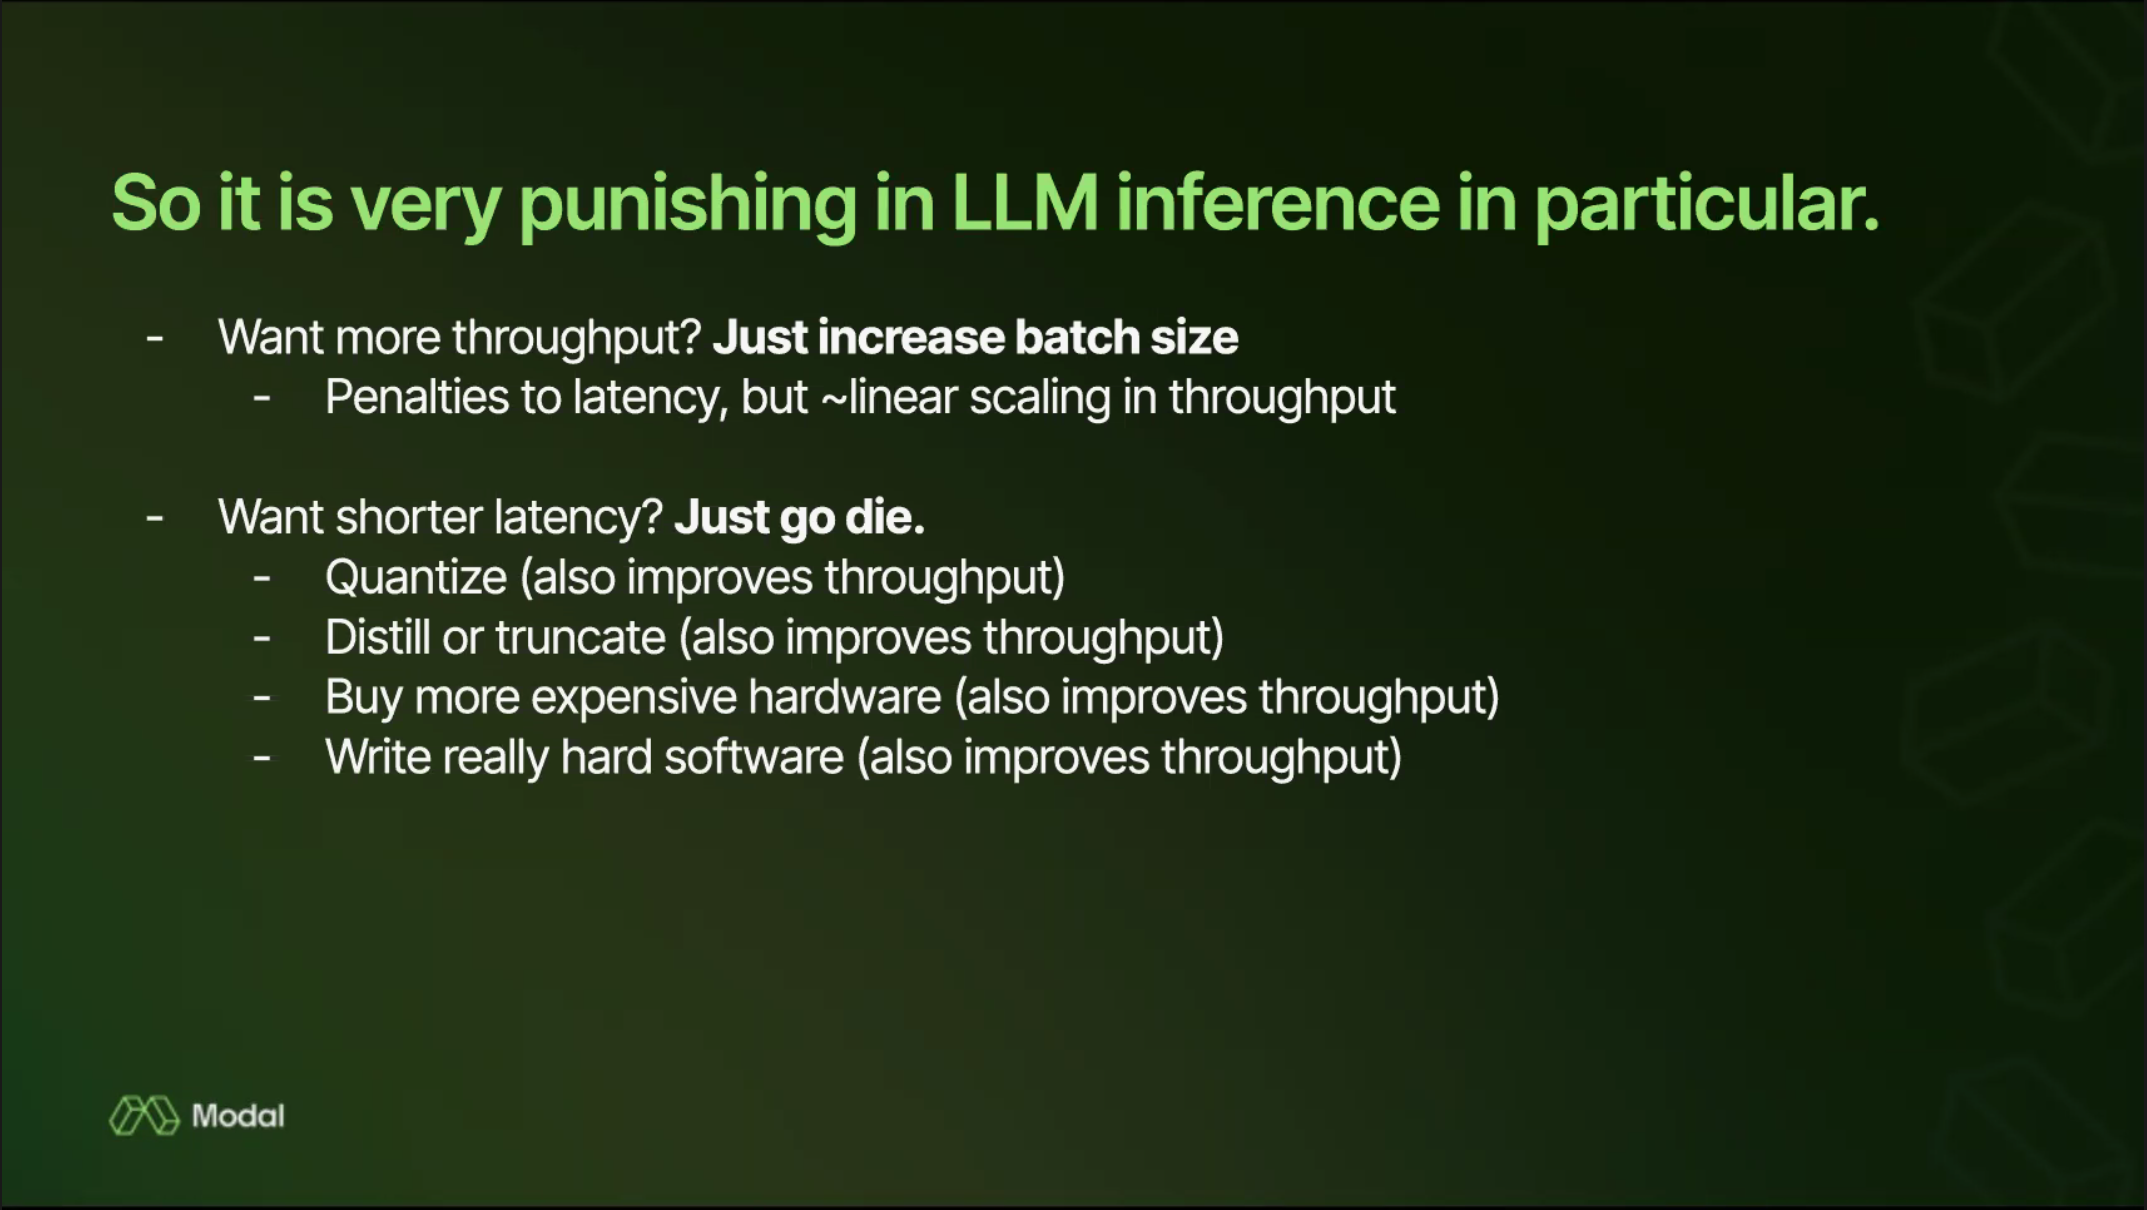 So it is very punishing in LLM inference in particular.
- Want more throughput? Just increase batch size
- Penalties to latency, but ~linear scaling in throughput
- Want shorter latency? Just go die.
- Quantize (also improves throughput)
- Distill or truncate (also improves throughput)
- Buy more expensive hardware (also improves throughput)
- Write really hard software (also improves throughput)
Modal